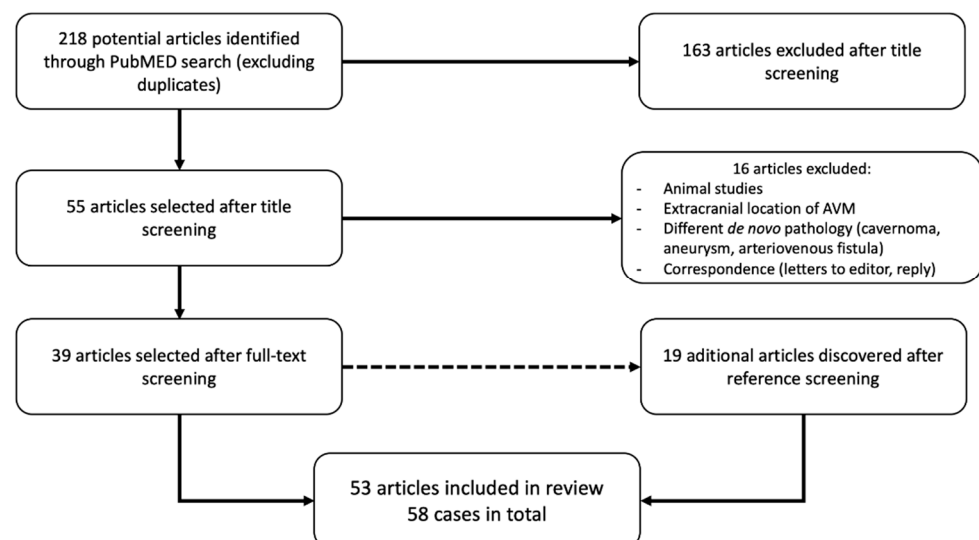 218 potential articles identified
through PubMED search (excluding
duplicates)
163 articles excluded after title
screening
55 articles selected after title
screening
16 articles excluded:
- Animal studies
- Extracranial location of AVM
- Different de novo pathology (cavernoma,
aneurysm, arteriovenous fistula)
- Correspondence (letters to editor, reply)
39 articles selected after full-text
screening
19 aditional articles discovered after
reference screening
53 articles included in review
58 cases in total